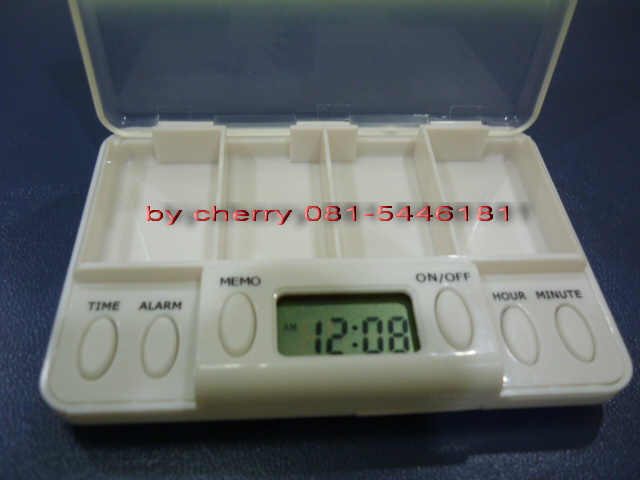 by cherry 081-5446181
MEMO ON/OFF
TIME ALARM HOUR MINUTE
AM 12:08